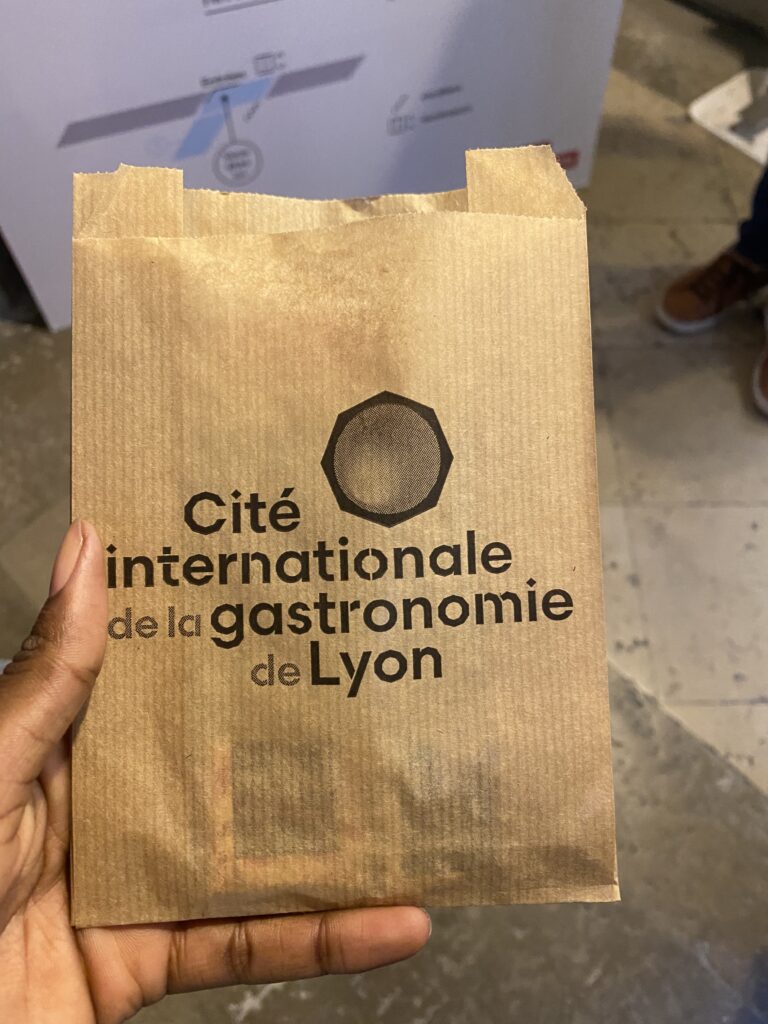 Cité
internationale
de la gastronomie
de Lyon